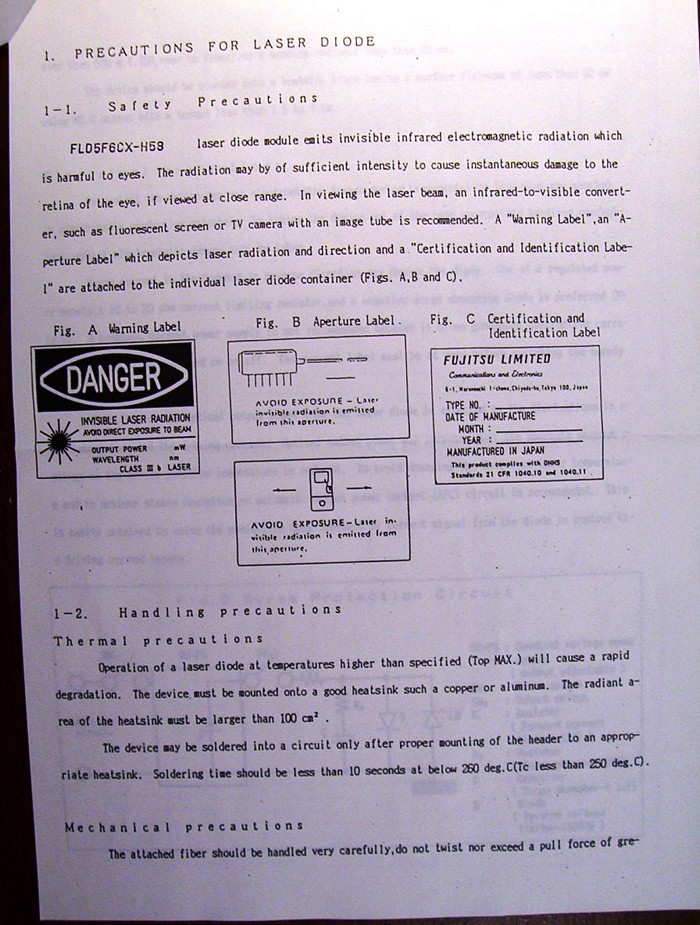 1. PRECAUTIONS FOR LASER DIODE
1-1. Safety Precautions
FLD5F6CX-H59 laser diode module emits invisible infrared electromagnetic radiation which
is harmful to eyes. The radiation may by of sufficient intensity to cause instantaneous damage to the
retina of the eye, if viewed at close range. In viewing the laser beam, an infrared-to-visible convert-
er, such as fluorescent screen or TV camera with an image tube is recommended. A "Warning Label",an "A-
perture Label" which depicts laser radiation and direction and a "Certification and Identification Labe-
l" are attached to the individual laser diode container (Figs. A,B and C).
Fig. A Warning Label
DANGER
INVISIBLE LASER RADIATION
AVOID DIRECT EXPOSURE TO BEAM
OUTPUT POWER mW
WAVELENGTH nm
CLASS III b LASER
Fig. B Aperture Label.
AVOID EXPOSURE - Laser
invisible radiation is emitted
from this aperture.
AVOID EXPOSURE - Laser in-
visible radiation is emitted from
this aperture.
Fig. C Certification and
Identification Label
FUJITSU LIMITED
Communications and Electronics
Tokyo 100, Japan
TYPE NO. :
DATE OF MANUFACTURE
MONTH :
YEAR :
MANUFACTURED IN JAPAN
This product complies with DHHS
Standards 21 CFR 1040.10 and 1040.11 .
1-2. Handling precautions
Thermal precautions
Operation of a laser diode at temperatures higher than specified (Top MAX.) will cause a rapid
degradation. The device must be mounted onto a good heatsink such a copper or aluminum. The radiant a-
rea of the heatsink must be larger than 100 cm² .
The device may be soldered into a circuit only after proper mounting of the header to an approp-
riate heatsink. Soldering time should be less than 10 seconds at below 260 deg.C(Tc less than 250 deg.C).
Mechanical precautions
The attached fiber should be handled very carefully,do not twist nor exceed a pull force of gre-